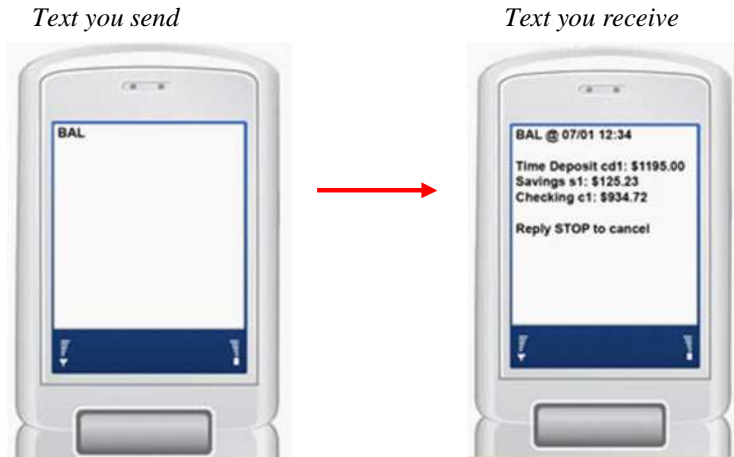 Text you send
Text you receive
BAL
BAL @ 07/01 12:34
Time Deposit cd1: $1195.00
Savings s1: $125.23
Checking c1: $934.72
Reply STOP to cancel